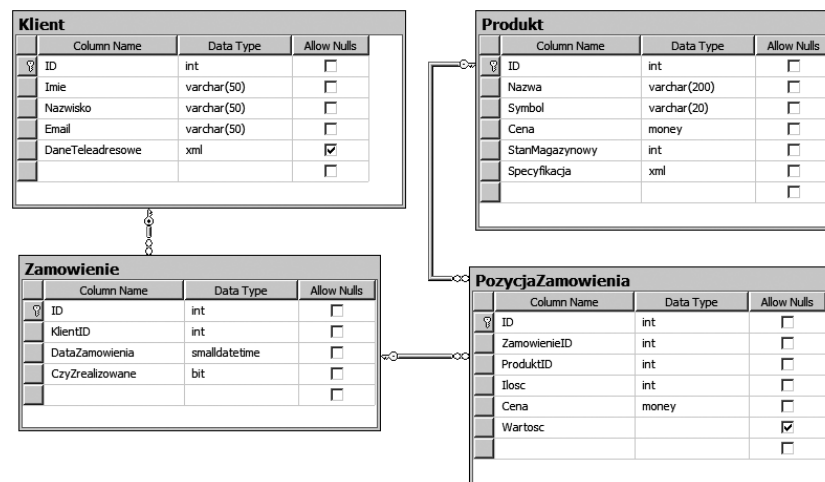 Klient
Column Name Data Type Allow Nulls
ID int
Imie varchar(50)
Nazwisko varchar(50)
Email varchar(50)
DaneTeleadresowe xml
Produkt
Column Name Data Type Allow Nulls
ID int
Nazwa varchar(200)
Symbol varchar(20)
Cena money
StanMagazynowy int
Specyfikacja xml
Zamowienie
Column Name Data Type Allow Nulls
ID int
KlientID int
DataZamowienia smalldatetime
CzyZrealizowane bit
PozycjaZamowienia
Column Name Data Type Allow Nulls
ID int
ZamowienieID int
ProduktID int
Ilosc int
Cena money
Wartosc